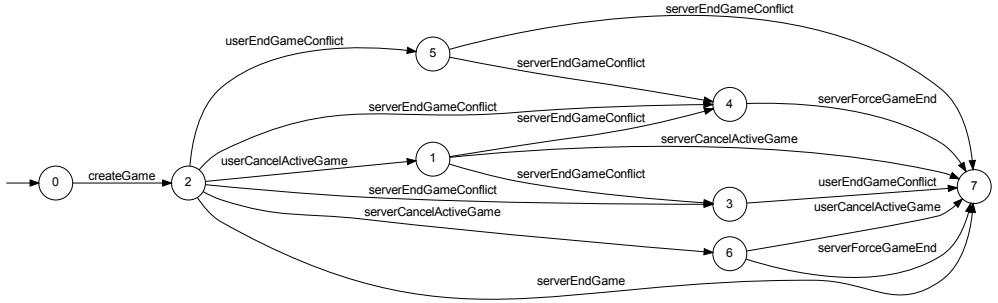 serverEndGameConflict
userEndGameConflict
5
serverEndGameConflict
serverEndGameConflict
4
serverForceGameEnd
serverEndGameConflict
userCancelActiveGame
1
serverCancelActiveGame
0
createGame
2
serverEndGameConflict
serverEndGameConflict
3
userEndGameConflict
7
serverCancelActiveGame
userCancelActiveGame
6
serverForceGameEnd
serverEndGame